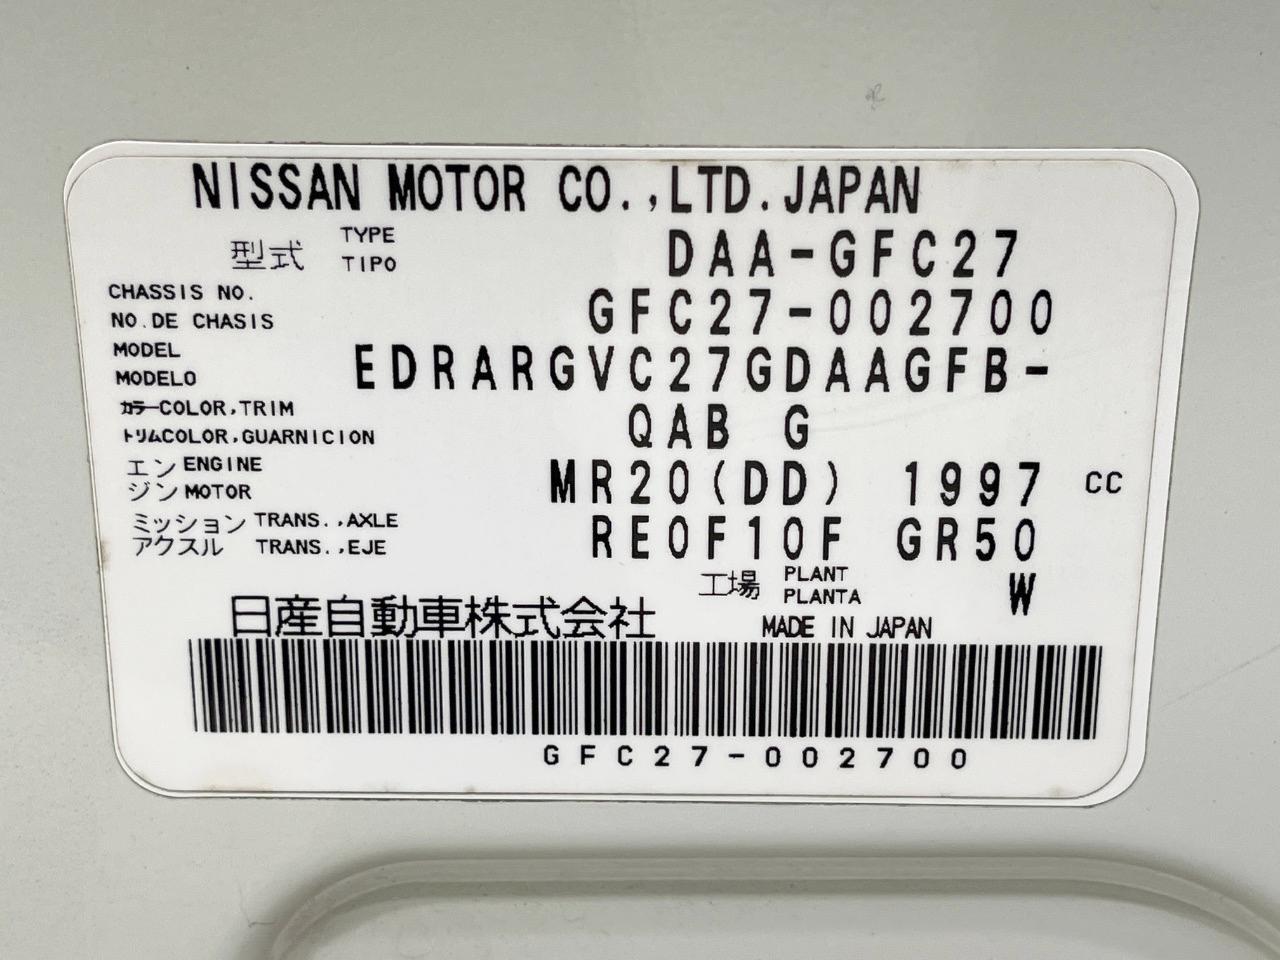 NISSAN MOTOR CO.,LTD.JAPAN
型式 TYPE TIPO DAA-GFC27
CHASSIS NO.
NO.DE CHASIS GFC27-002700
MODEL
MODELO EDRARGVC27GDAAGFB-
カラーCOLOR,TRIM
トリムCOLOR,GUARNICION QAB G
エンジン ENGINE MOTOR MR20(DD) 1997 CC
ミッション TRANS.,AXLE
アクスル TRANS.,EJE RE0F10F GR50
工場 PLANT PLANTA W
日産自動車株式会社 MADE IN JAPAN
GFC27-002700